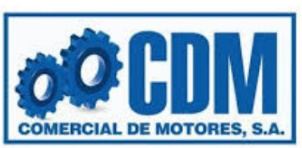 CDM
COMERCIAL DE MOTORES, S.A.